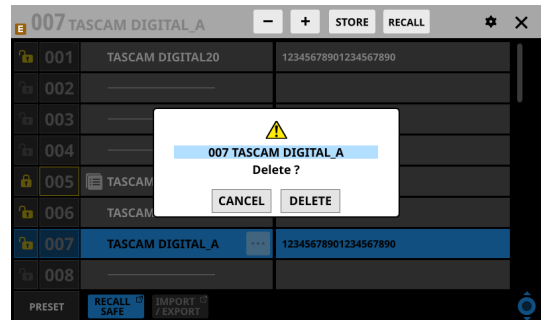 E 007 TASCAM DIGITAL_A - + STORE RECALL
001 TASCAM DIGITAL20 12345678901234567890
002
003
004
007 TASCAM DIGITAL_A
Delete ?
CANCEL DELETE
005 TASCAM
006 TASCAM
007 TASCAM DIGITAL_A ... 12345678901234567890
008
PRESET RECALL SAFE IMPORT / EXPORT